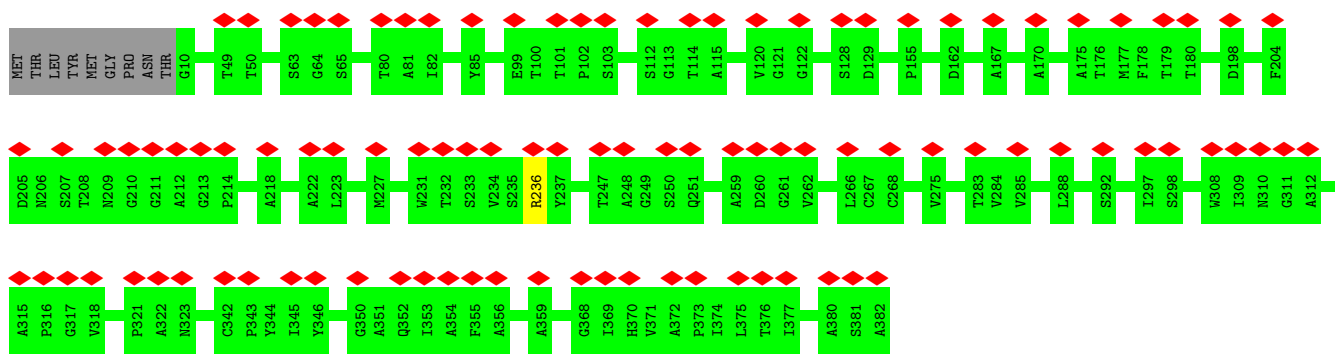 MET THR LEU TYR MET GLY PRO ASN THR G10 T49 T50 S63 G64 S65 T80 A81 I82 Y85 E99 T100 T101 P102 S103 S112 G113 T114 A115 V120 G121 G122 S128 D129 P155 D162 A167 A170 A175 T176 M177 F178 T179 T180 D198 F204
D205 N206 S207 T208 N209 G210 G211 A212 G213 P214 A218 A222 L223 M227 W231 T232 S233 V234 S235 R236 Y237 T247 A248 G249 S250 Q251 A259 D260 G261 V262 L266 C267 C268 V275 T283 V284 V285 L288 S292 I297 S298 W308 I309 N310 G311 A312
A315 P316 G317 V318 P321 A322 N323 C342 P343 Y344 I345 Y346 G350 A351 Q352 I353 A354 F355 A356 A359 G368 I369 H370 V371 A372 P373 I374 L375 T376 I377 A380 S381 A382